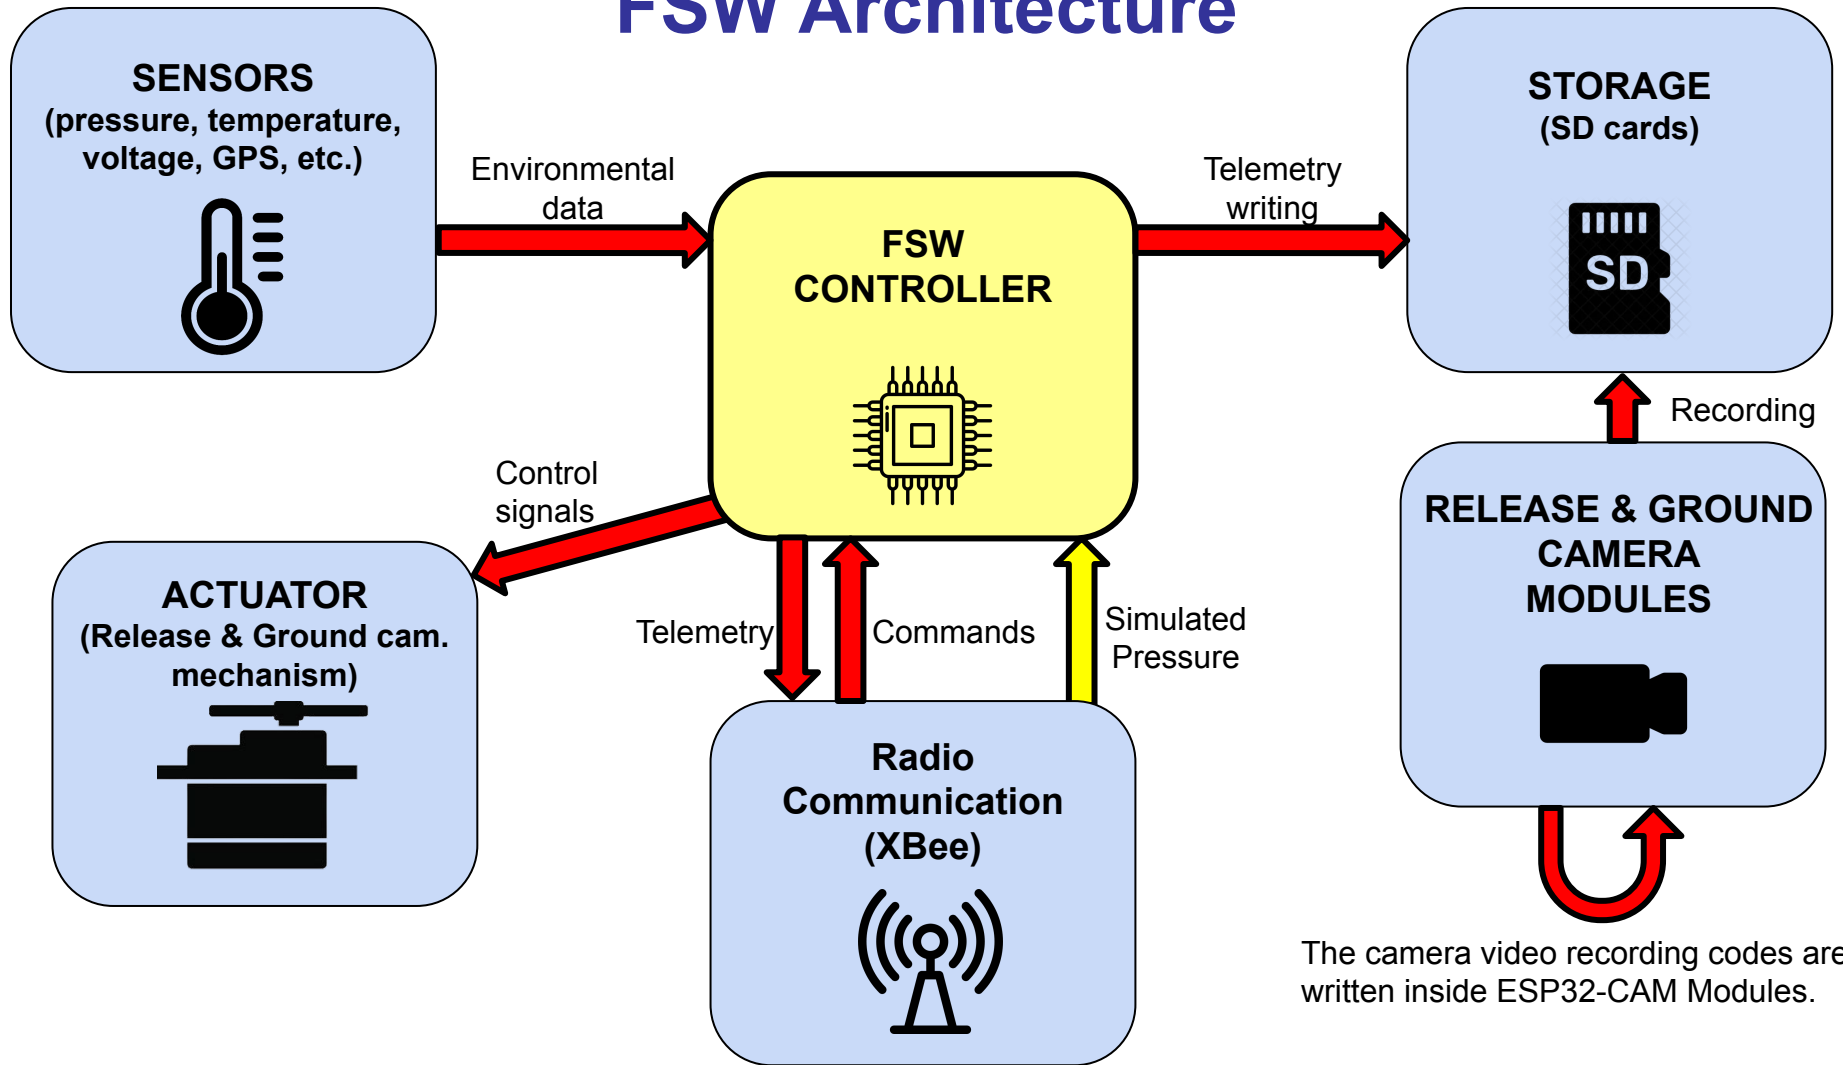 FSW Architecture
SENSORS
(pressure, temperature,
voltage, GPS, etc.)
Environmental
data
FSW
CONTROLLER
Telemetry
writing
STORAGE
(SD cards)
SD
Recording
RELEASE & GROUND
CAMERA
MODULES
Control
signals
ACTUATOR
(Release & Ground cam.
mechanism)
Telemetry
Commands
Simulated
Pressure
Radio
Communication
(XBee)
The camera video recording codes are
written inside ESP32-CAM Modules.